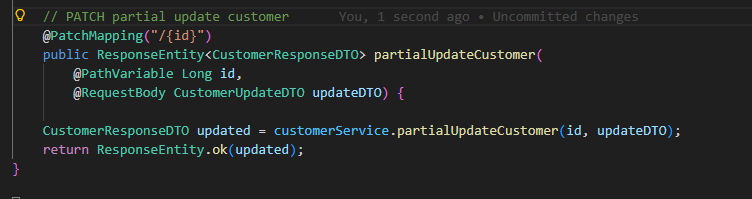 // PATCH partial update customer You, 1 second ago • Uncommitted changes
@PatchMapping("/{id}")
public ResponseEntity<CustomerResponseDTO> partialUpdateCustomer(
@PathVariable Long id,
@RequestBody CustomerUpdateDTO updateDTO) {
CustomerResponseDTO updated = customerService.partialUpdateCustomer(id, updateDTO);
return ResponseEntity.ok(updated);
}